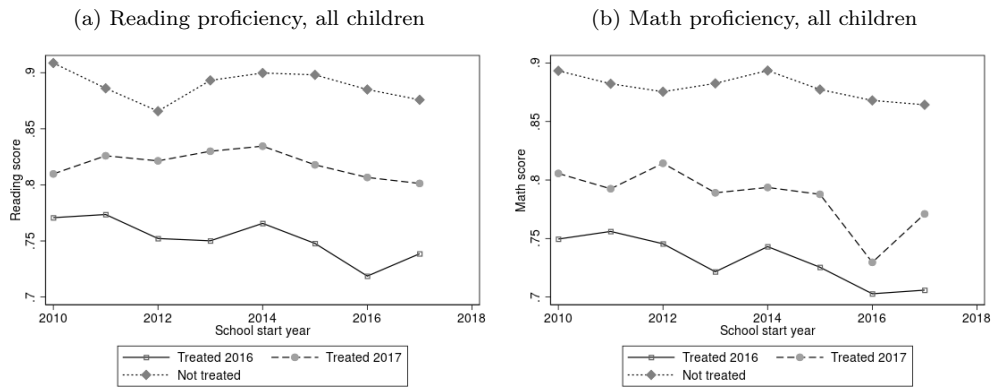 (a) Reading proficiency, all children
Reading score
.9
.85
.8
.75
.7
2010 2012 2014 2016 2018
School start year
Treated 2016 Treated 2017
Not treated
(b) Math proficiency, all children
Math score
.9
.85
.8
.75
.7
2010 2012 2014 2016 2018
School start year
Treated 2016 Treated 2017
Not treated